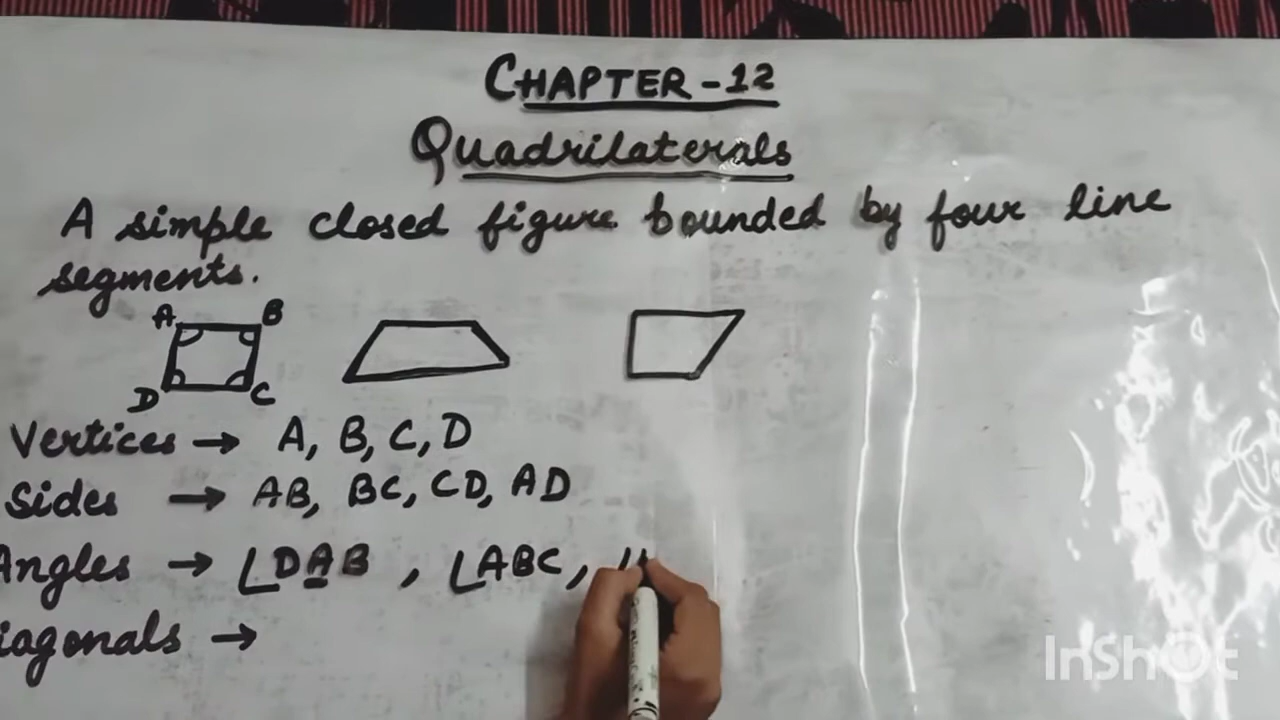 CHAPTER-12
Quadrilaterals
A simple closed figure bounded by four line
segments.
A B
D C
Vertices → A, B, C, D
Sides → AB, BC, CD, AD
Angles → ∠DAB, ∠ABC,
iagonals →
InShOt